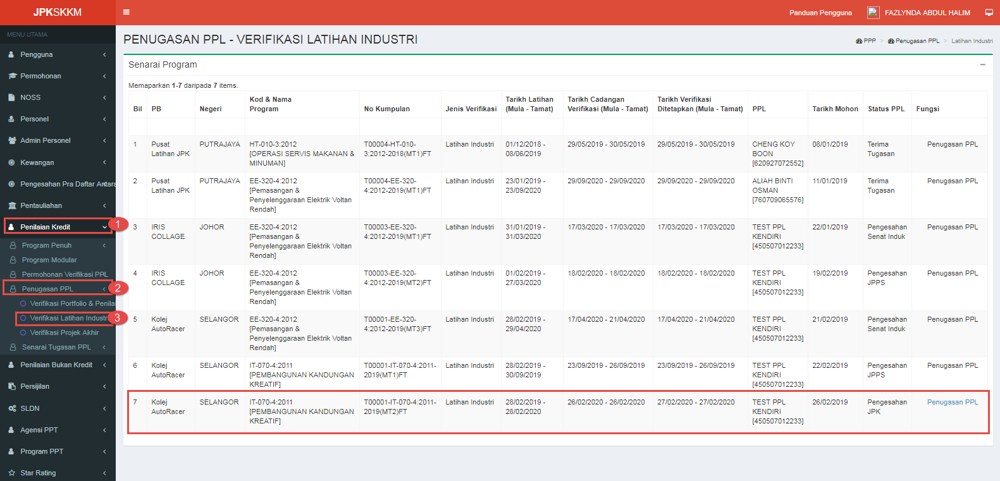 JPKSKKM
Panduan Pengguna
FAZLYNDA ABDUL HALIM
MENU UTAMA
Pengguna
Permohonan
NOSS
Personel
Admin Personel
Kewangan
Pengesahan Pra Daftar Antara
Pentauliahan
Penilaian Kredit
1
Program Penuh
Program Modular
Permohonan Verifikasi PPL
Penugasan PPL
2
Verifikasi Portfolio & Penila
Verifikasi Latihan Industr
3
Verifikasi Projek Akhir
Senarai Tugasan PPL
Penilaian Bukan Kredit
Persijilan
SLDN
Agensi PPT
Program PPT
Star Rating
PENUGASAN PPL - VERIFIKASI LATIHAN INDUSTRI
PPP > Penugasan PPL > Latihan Industri
Senarai Program
Memaparkan 1-7 daripada 7 items.
Bil
PB
Negeri
Kod & Nama
Program
No Kumpulan
Jenis Verifikasi
Tarikh Latihan
(Mula - Tamat)
Tarikh Cadangan
Verifikasi (Mula - Tamat)
Tarikh Verifikasi
Ditetapkan (Mula - Tamat)
PPL
Tarikh Mohon
Status PPL
Fungsi
1
Pusat
Latihan JPK
PUTRAJAYA
HT-010-3:2012
[OPERASI SERVIS MAKANAN &
MINUMAN]
T00004-HT-010-
3:2012-2018(MT1)FT
Latihan Industri
01/12/2018 -
08/06/2019
29/05/2019 - 30/05/2019
29/05/2019 - 30/05/2019
CHENG KOY
BOON
[620927072552]
08/01/2019
Terima
Tugasan
Penugasan PPL
2
Pusat
Latihan JPK
PUTRAJAYA
EE-320-4:2012
[Pemasangan &
Penyelenggaraan Elektrik Voltan
Rendah]
T00004-EE-320-
4:2012-2019(MT1)FT
Latihan Industri
23/01/2019 -
23/09/2020
29/09/2020 - 29/09/2020
29/09/2020 - 29/09/2020
ALIAH BINTI
OSMAN
[760709065576]
11/01/2019
Terima
Tugasan
Penugasan PPL
3
IRIS
COLLAGE
JOHOR
EE-320-4:2012
[Pemasangan &
Penyelenggaraan Elektrik Voltan
Rendah]
T00003-EE-320-
4:2012-2019(MT1)FT
Latihan Industri
31/01/2019 -
31/03/2020
17/03/2020 - 17/03/2020
17/03/2020 - 17/03/2020
TEST PPL
KENDIRI
[450507012233]
22/01/2019
Pengesahan
Senat Induk
Penugasan PPL
4
IRIS
COLLAGE
JOHOR
EE-320-4:2012
[Pemasangan &
Penyelenggaraan Elektrik Voltan
Rendah]
T00003-EE-320-
4:2012-2019(MT2)FT
Latihan Industri
01/02/2019 -
27/03/2020
18/02/2020 - 18/02/2020
18/02/2020 - 18/02/2020
TEST PPL
KENDIRI
[450507012233]
19/02/2019
Pengesahan
JPPS
Penugasan PPL
5
Kolej
AutoRacer
SELANGOR
EE-320-4:2012
[Pemasangan &
Penyelenggaraan Elektrik Voltan
Rendah]
T00001-EE-320-
4:2012-2019(MT3)FT
Latihan Industri
28/02/2019 -
29/04/2020
17/04/2020 - 21/04/2020
17/04/2020 - 21/04/2020
TEST PPL
KENDIRI
[450507012233]
21/02/2019
Pengesahan
Senat Induk
Penugasan PPL
6
Kolej
AutoRacer
SELANGOR
IT-070-4:2011
[PEMBANGUNAN KANDUNGAN
KREATIF]
T00001-IT-070-4:2011-
2019(MT1)FT
Latihan Industri
28/02/2019 -
30/09/2019
23/09/2019 - 26/09/2019
23/09/2019 - 26/09/2019
TEST PPL
KENDIRI
[450507012233]
22/02/2019
Pengesahan
JPPS
Penugasan PPL
7
Kolej
AutoRacer
SELANGOR
IT-070-4:2011
[PEMBANGUNAN KANDUNGAN
KREATIF]
T00001-IT-070-4:2011-
2019(MT2)FT
Latihan Industri
28/02/2019 -
28/02/2020
26/02/2020 - 26/02/2020
27/02/2020 - 27/02/2020
TEST PPL
KENDIRI
[450507012233]
26/02/2019
Pengesahan
JPK
Penugasan PPL